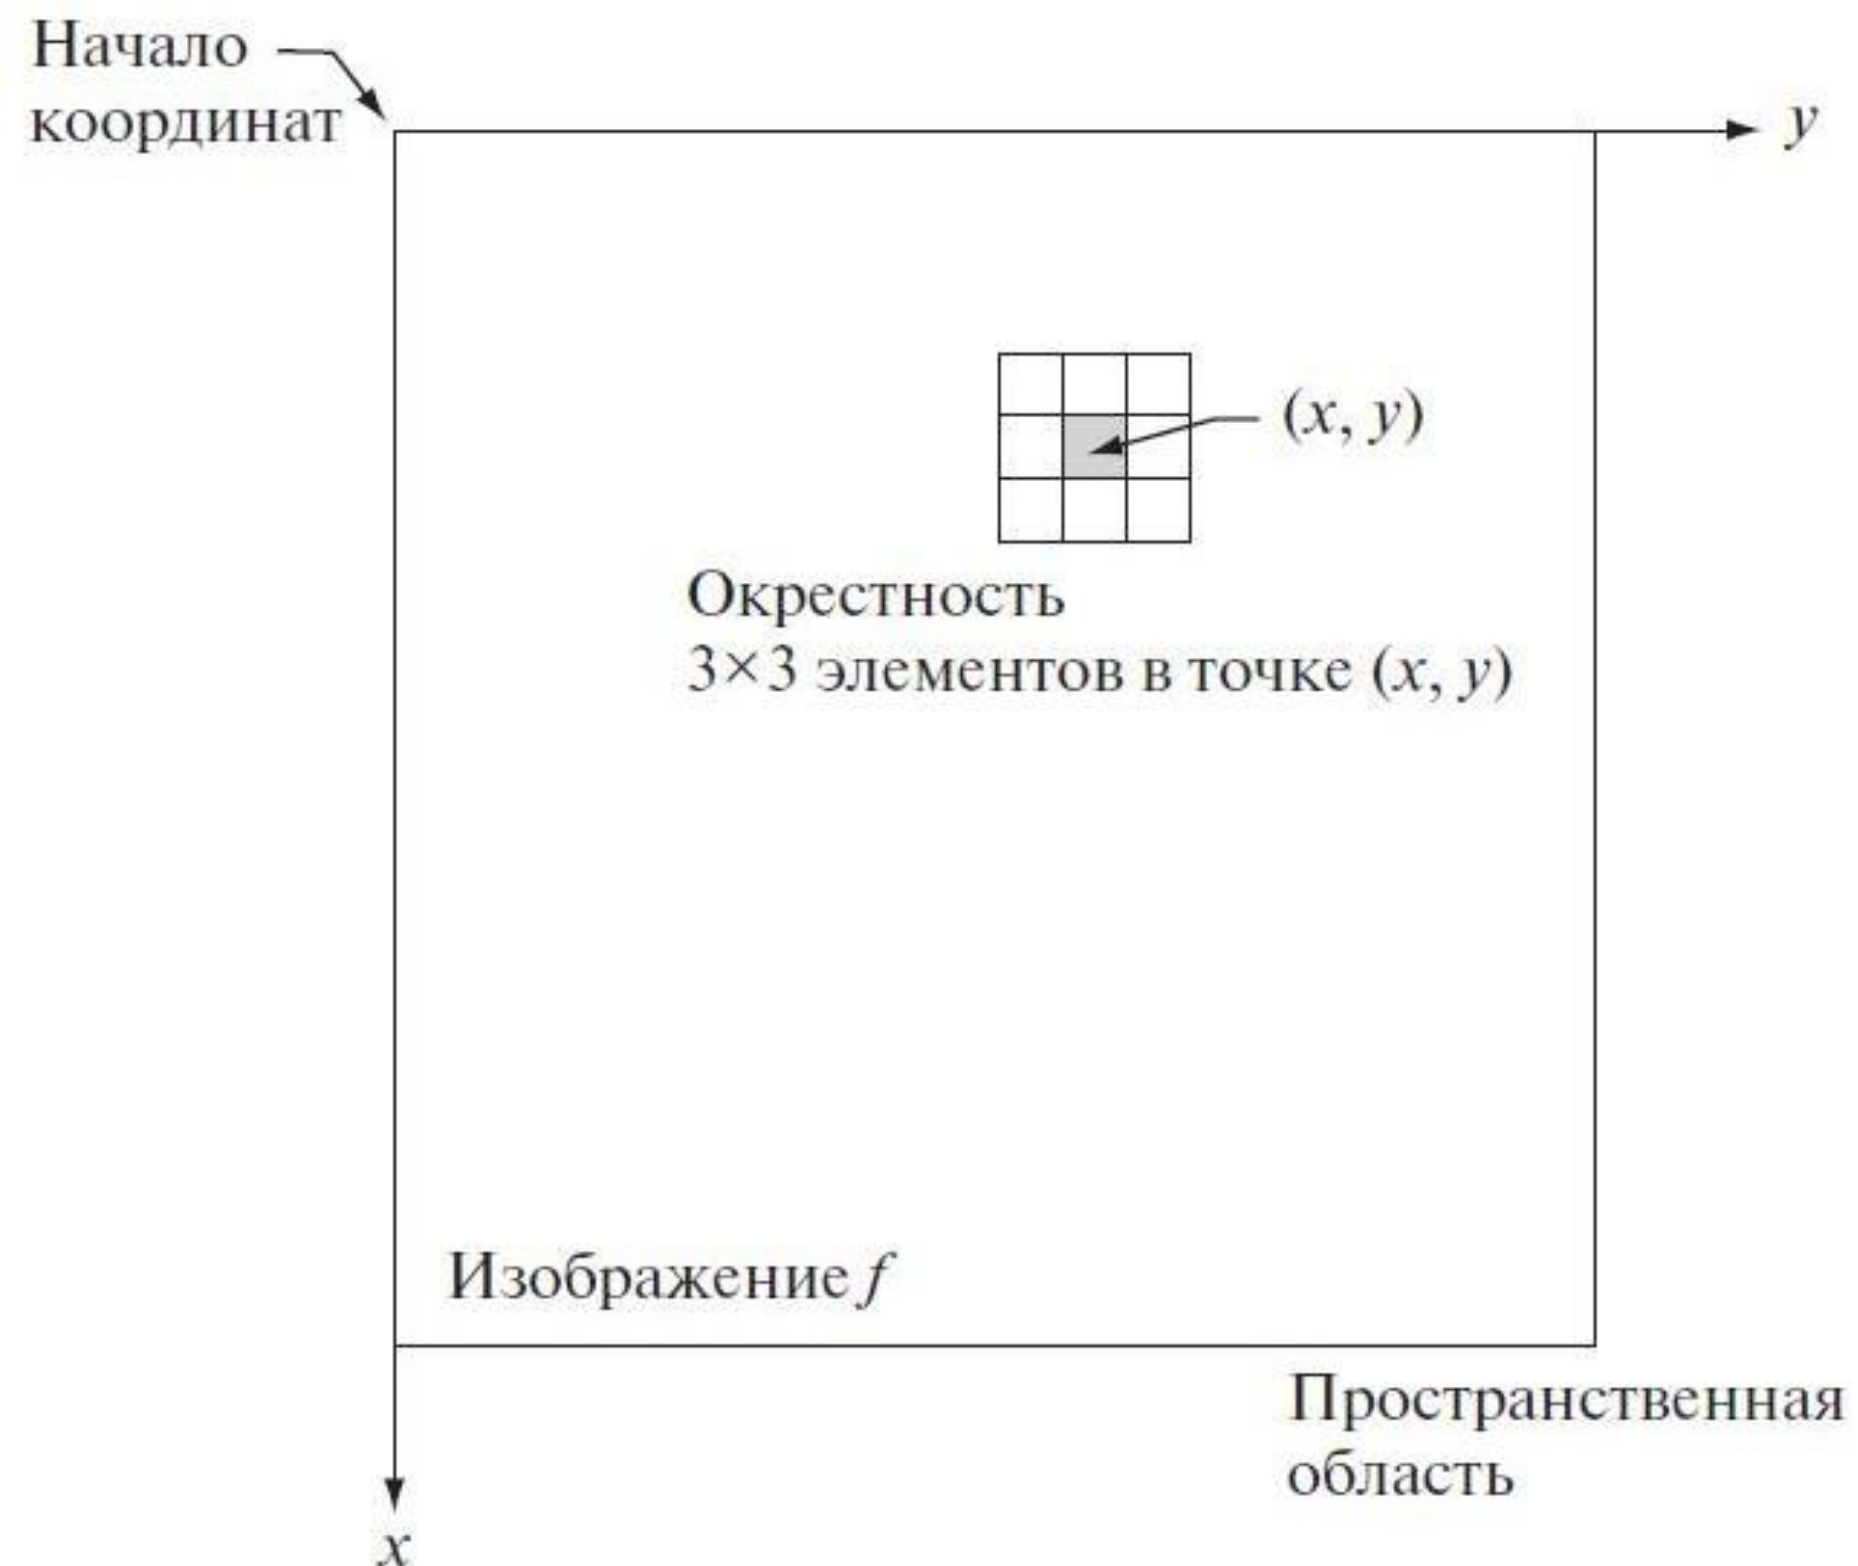 Начало
координат
y
(x, y)
Окрестность
3×3 элементов в точке (x, y)
Изображение f
Пространственная
область
x